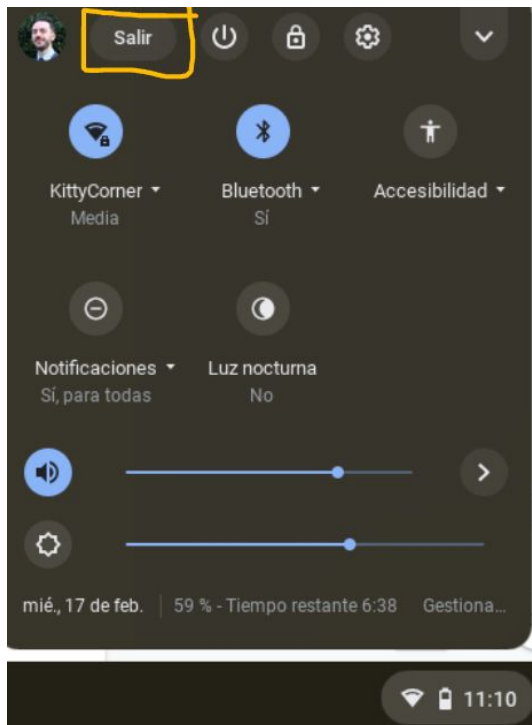 Salir
KittyCorner Bluetooth Accesibilidad
Media Sí
Notificaciones Luz nocturna
Sí, para todas No
mié., 17 de feb. 59 % - Tiempo restante 6:38 Gestiona...
11:10